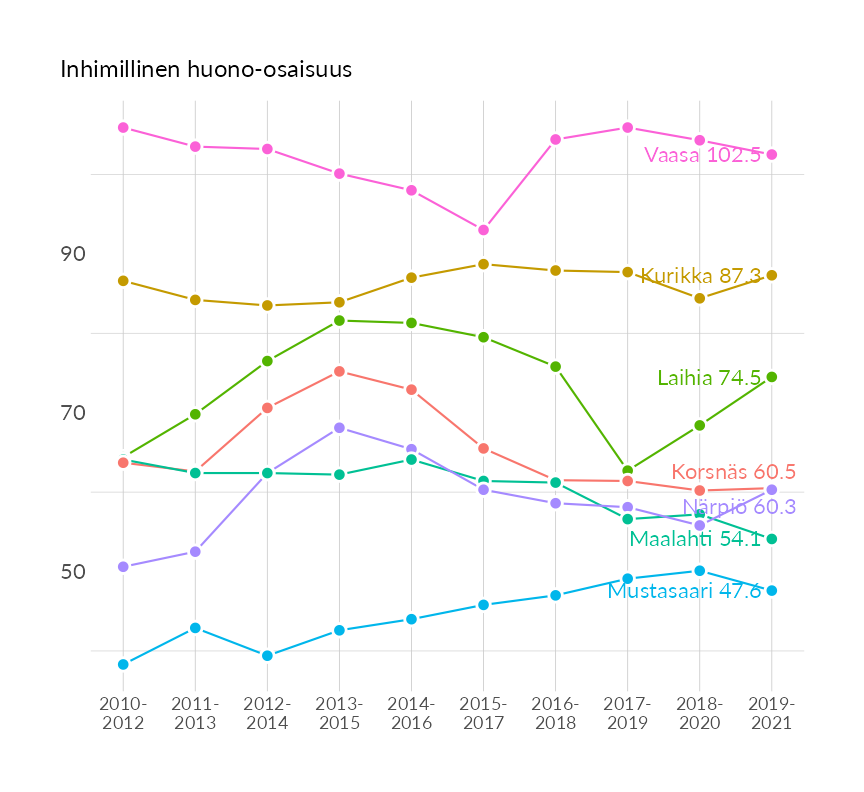 Inhimillinen huono-osaisuus
Vaasa 102.5
90
Kurikka 87.3
Laihia 74.5
70
Korsnäs 60.5
Närpiö 60.3
Maalahti 54.1
50
Mustasaari 47.6
2010-
2012
2011-
2013
2012-
2014
2013-
2015
2014-
2016
2015-
2017
2016-
2018
2017-
2019
2018-
2020
2019-
2021